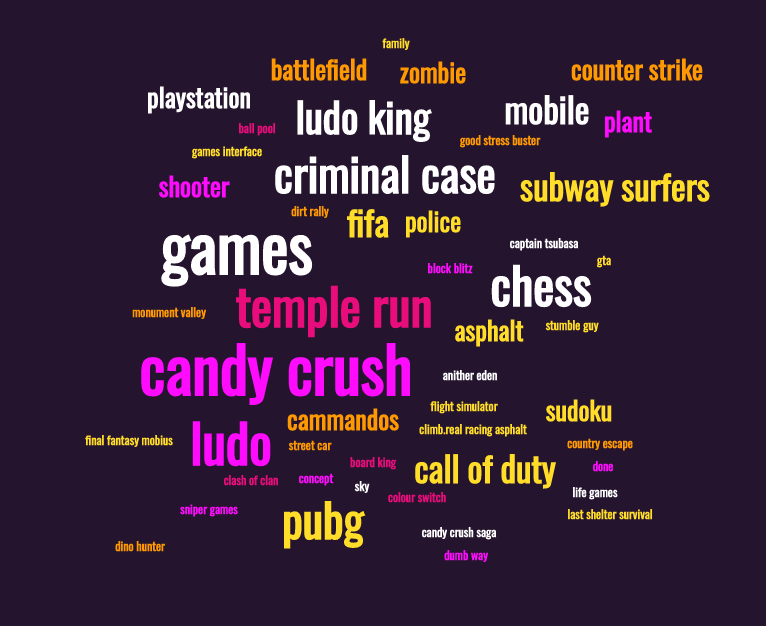 family
battlefield
zombie
counter strike
playstation
ludo king
mobile
plant
ball pool
good stress buster
games interface
criminal case
shooter
subway surfers
dirt rally
fifa
police
captain tsubasa
games
gta
block blitz
chess
monument valley
temple run
asphalt
stumble guy
candy crush
anither eden
flight simulator
sudoku
cammandos
climb.real racing asphalt
final fantasy mobius
ludo
street car
country escape
board king
call of duty
done
clash of clan
concept
sky
life games
colour switch
sniper games
pubg
last shelter survival
candy crush saga
dino hunter
dumb way